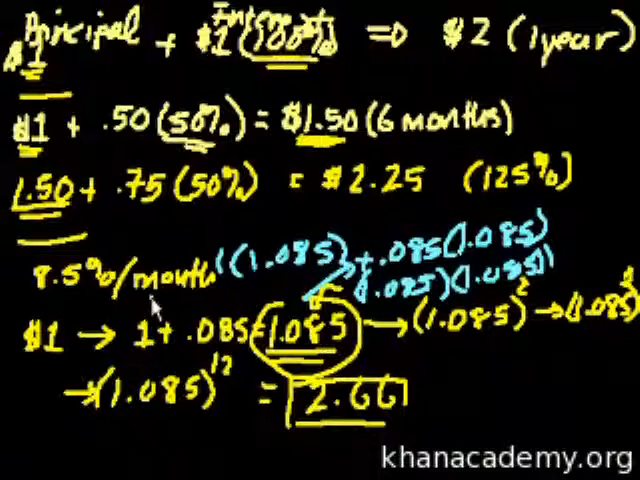 Principal Interest
$1 + $1 (100%) ⇒ $2 (1 year)
$1 + .50 (50%) = $1.50 (6 months)
1.50 + .75 (50%) = $2.25 (125%)
8.5%/month 1(1.085) + .085(1.085)
(1.085)(1.085)
$1 → 1 + .085 = 1.085 → (1.085)² → (1.085)³
→ (1.085)¹² = 2.66
khanacademy.org